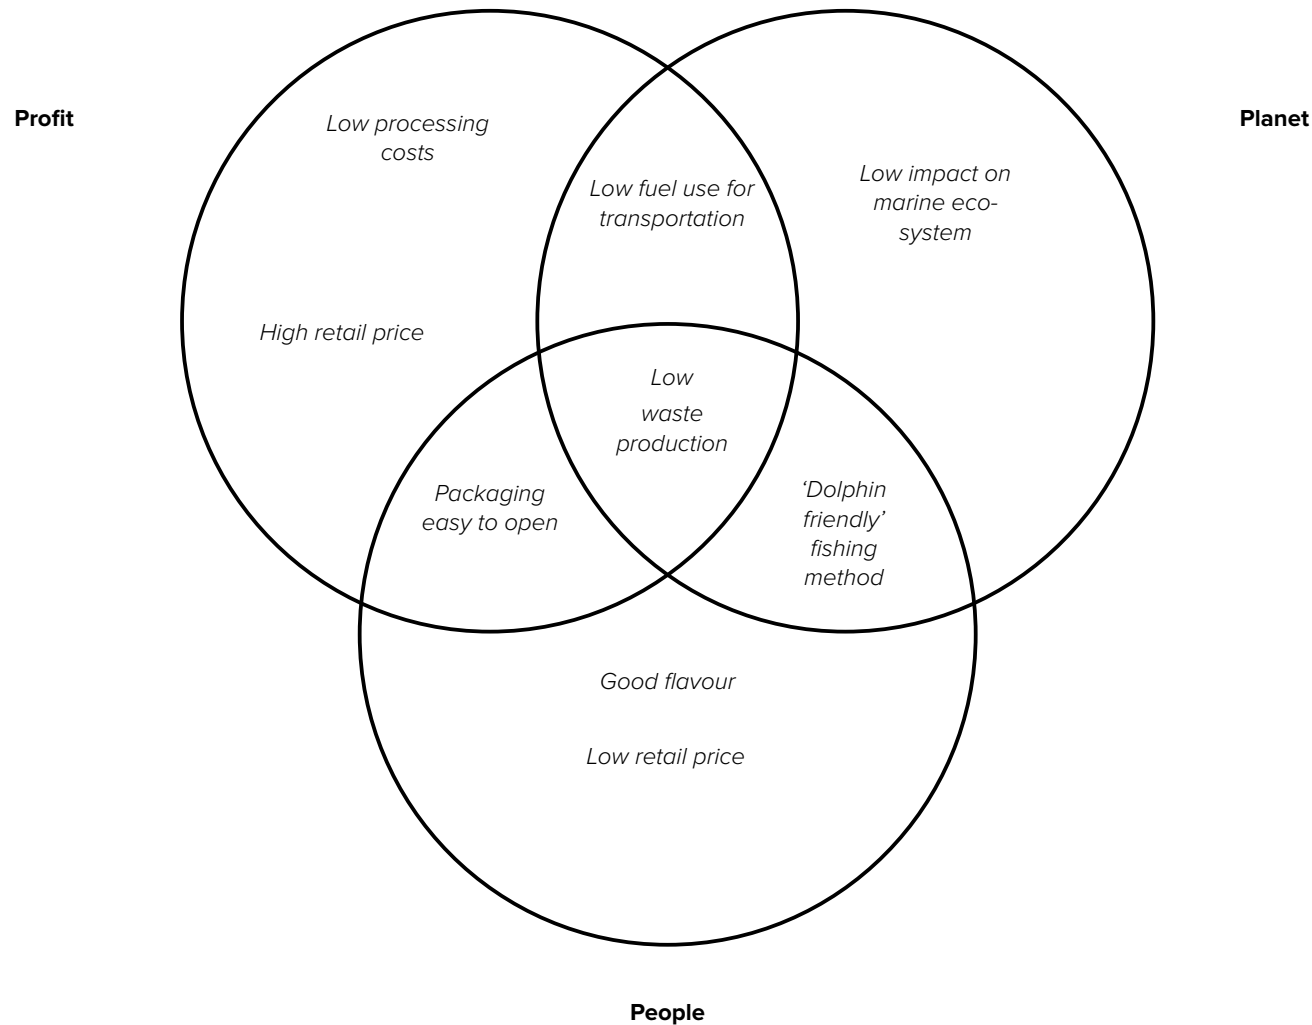 Profit
Planet
Low processing
costs
Low impact on
marine eco-
system
Low fuel use for
transportation
High retail price
Low
waste
production
Packaging
easy to open
‘Dolphin
friendly’
fishing
method
Good flavour
Low retail price
People